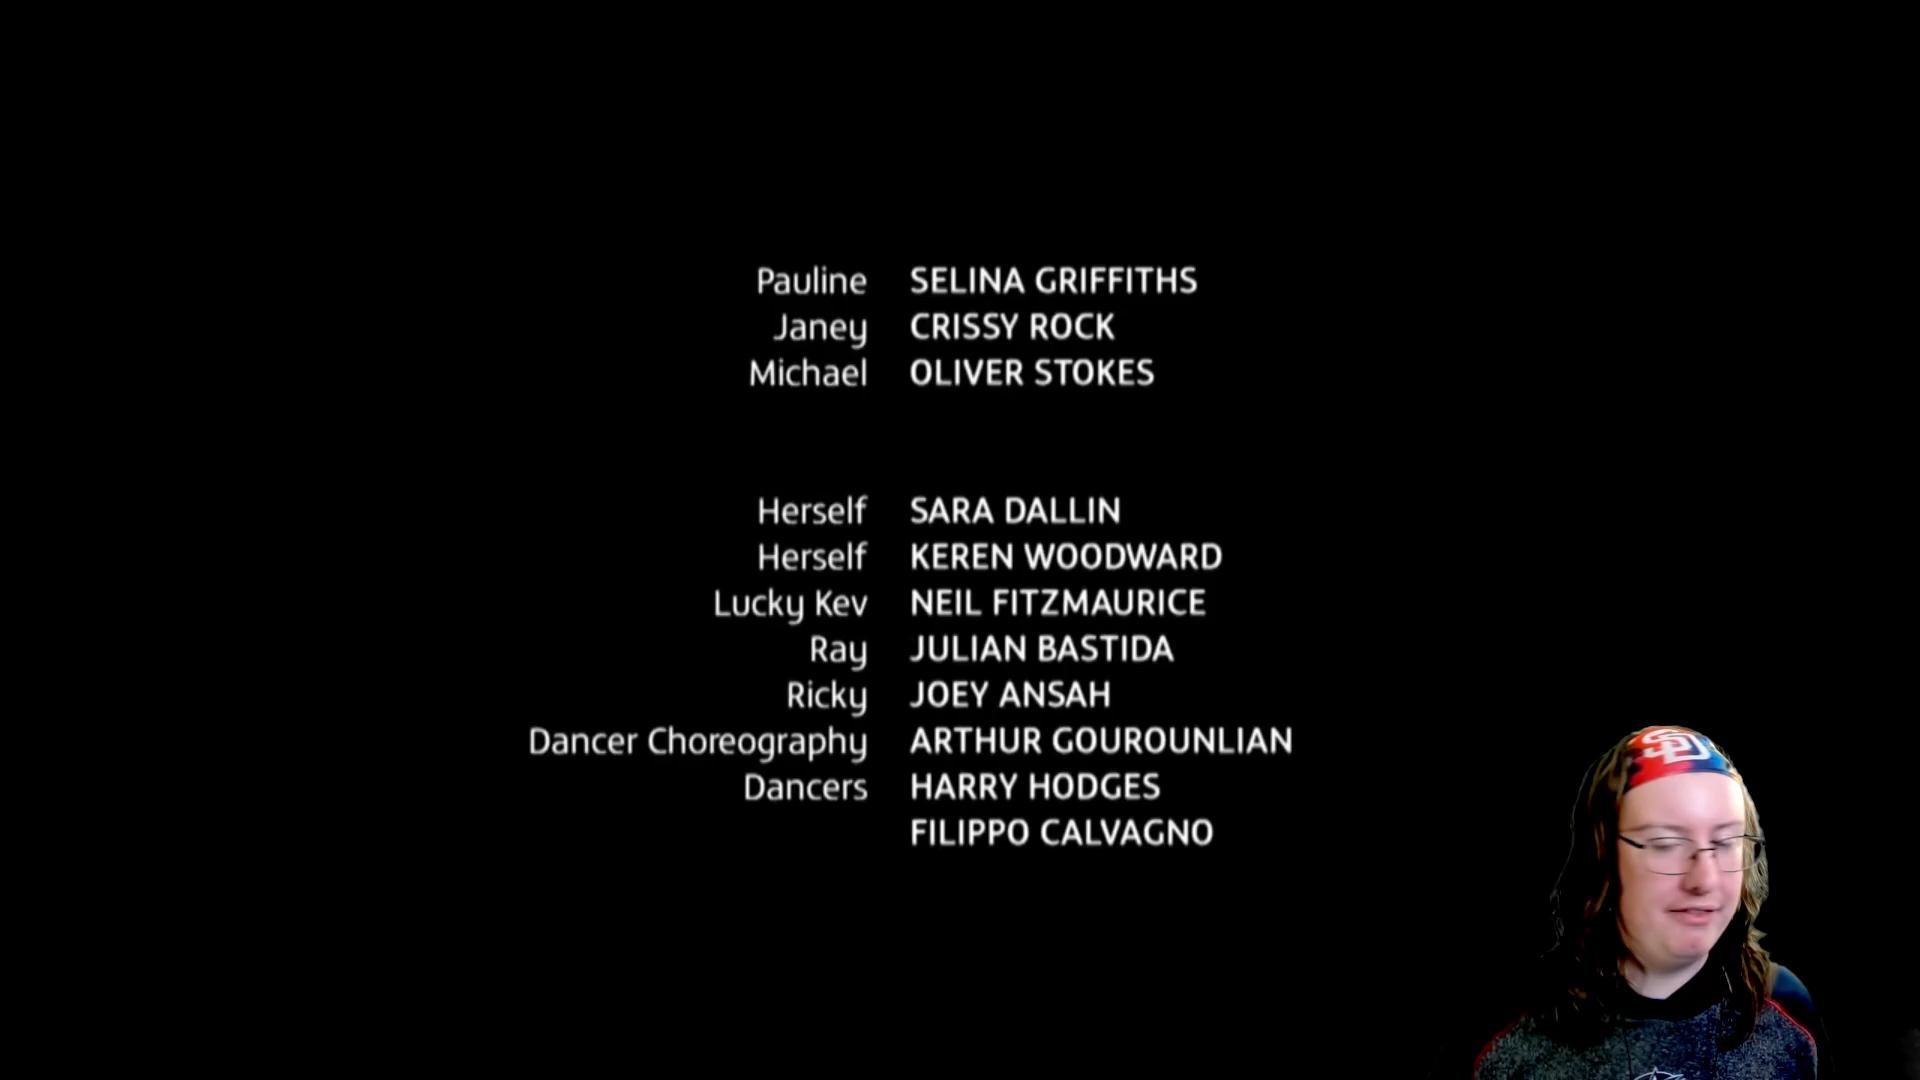 Pauline SELINA GRIFFITHS
Janey CRISSY ROCK
Michael OLIVER STOKES
Herself SARA DALLIN
Herself KEREN WOODWARD
Lucky Kev NEIL FITZMAURICE
Ray JULIAN BASTIDA
Ricky JOEY ANSAH
Dancer Choreography ARTHUR GOUROUNLIAN
Dancers HARRY HODGES
FILIPPO CALVAGNO
SD